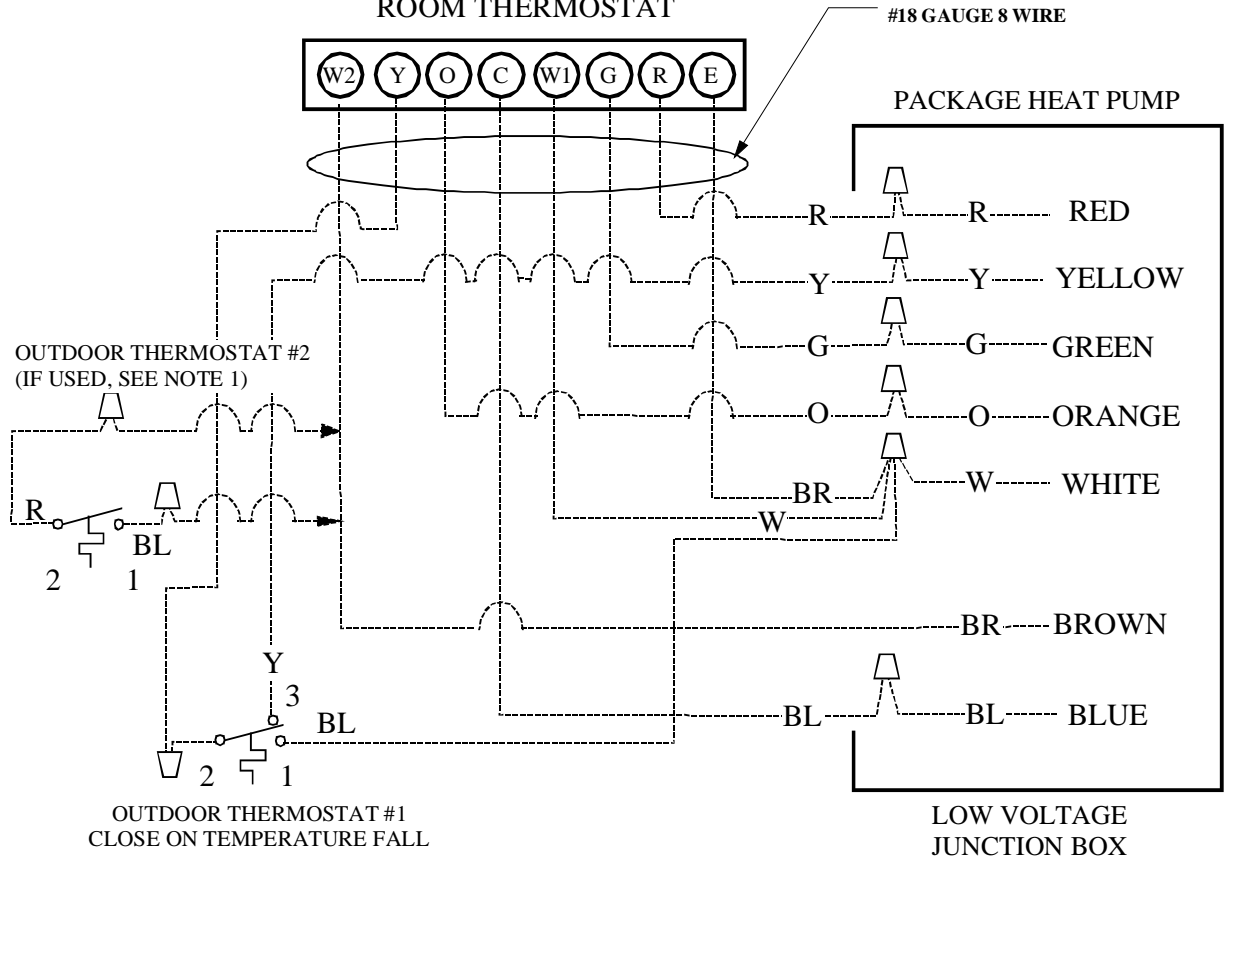 ROOM THERMOSTAT
#18 GAUGE 8 WIRE
W2 Y O C W1 G R E
PACKAGE HEAT PUMP
R R RED
Y Y YELLOW
G G GREEN
OUTDOOR THERMOSTAT #2
(IF USED, SEE NOTE 1)
O O ORANGE
W WHITE
BR
R
W
BL
2 1
BR BROWN
Y
3
BL
BL BL BLUE
2 1
OUTDOOR THERMOSTAT #1
CLOSE ON TEMPERATURE FALL
LOW VOLTAGE
JUNCTION BOX